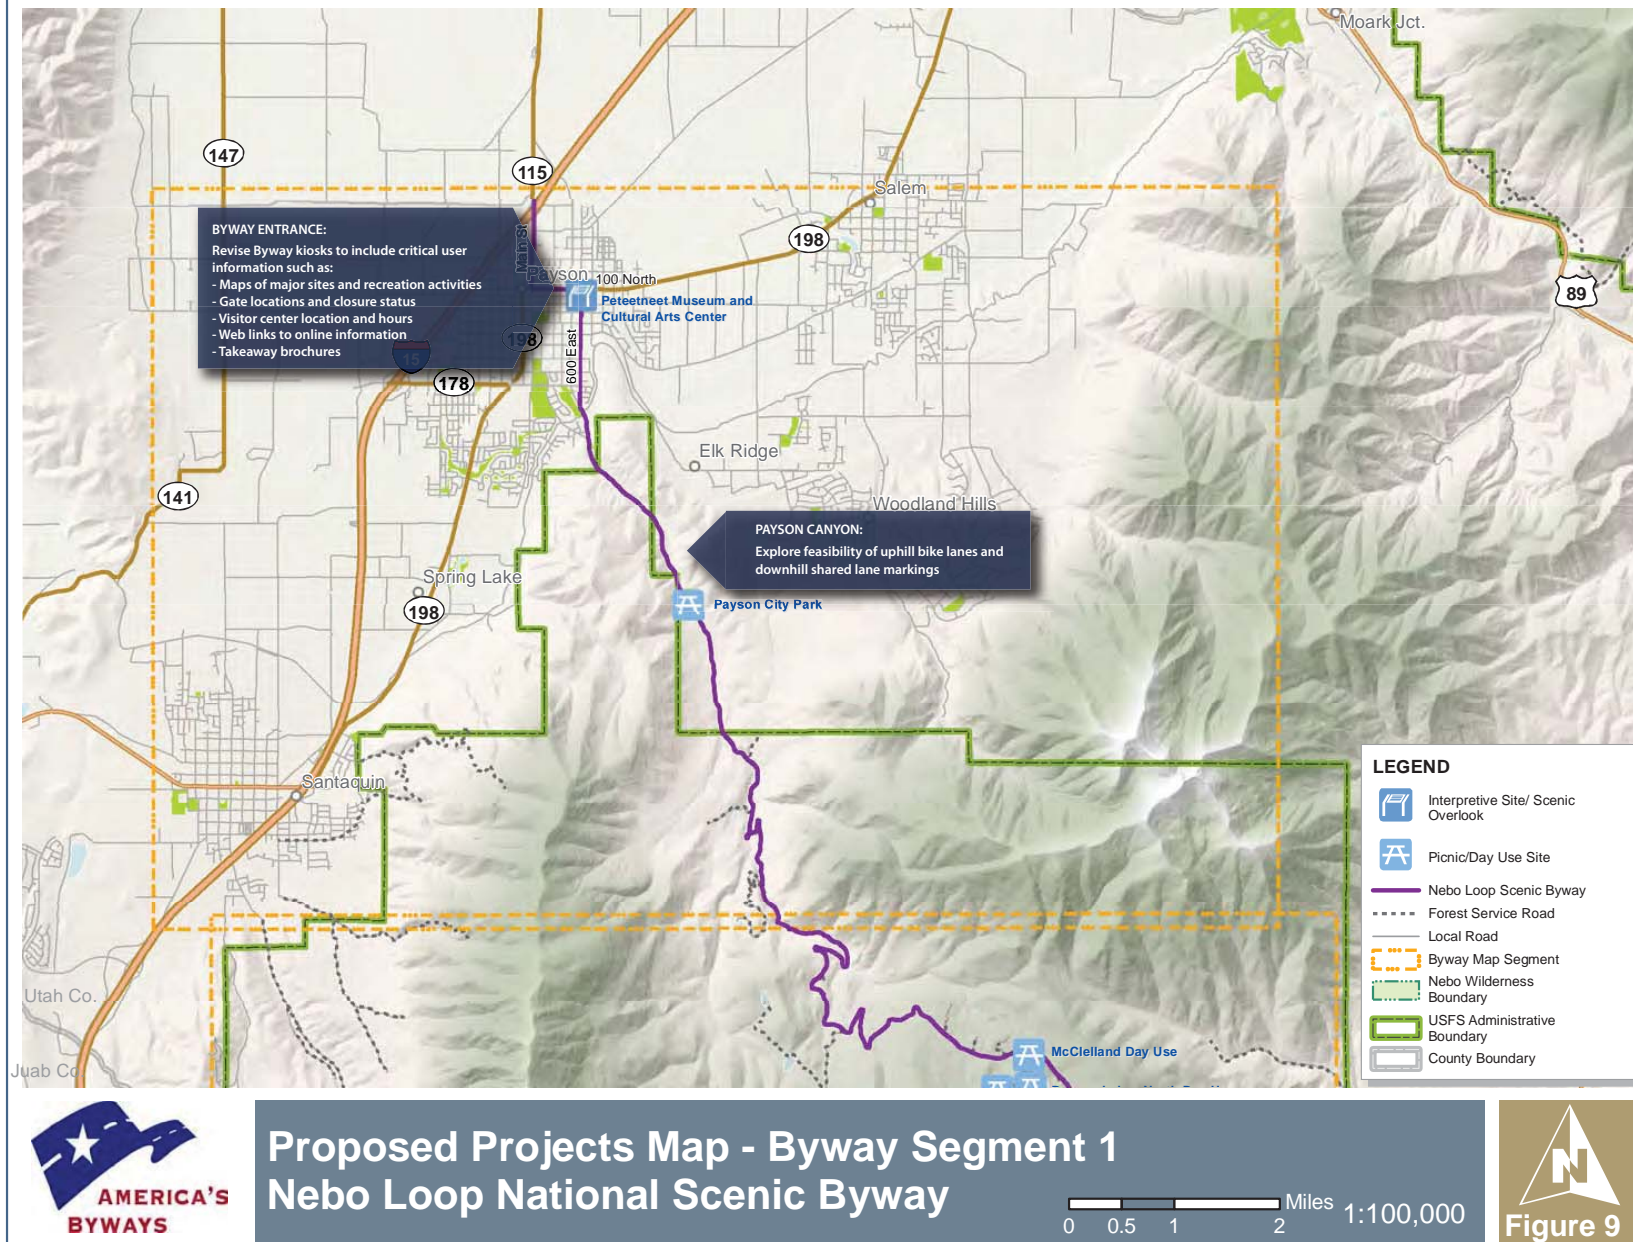 Moark Jct.
147
115
Salem
BYWAY ENTRANCE:
Revise Byway kiosks to include critical user
information such as:
- Maps of major sites and recreation activities
- Gate locations and closure status
- Visitor center location and hours
- Web links to online information
- Takeaway brochures
Main St
198
Payson
100 North
89
Peteetneet Museum and
Cultural Arts Center
198
15
600 East
178
Elk Ridge
141
Woodland Hills
PAYSON CANYON:
Explore feasibility of uphill bike lanes and
downhill shared lane markings
Spring Lake
198
Payson City Park
Santaquin
LEGEND
Interpretive Site/ Scenic
Overlook
Picnic/Day Use Site
Nebo Loop Scenic Byway
Forest Service Road
Local Road
Byway Map Segment
Nebo Wilderness
Boundary
USFS Administrative
Boundary
County Boundary
Utah Co.
McClelland Day Use
Juab Co.
AMERICA'S
BYWAYS
Proposed Projects Map - Byway Segment 1
Nebo Loop National Scenic Byway
Miles
0 0.5 1 2
1:100,000
N
Figure 9